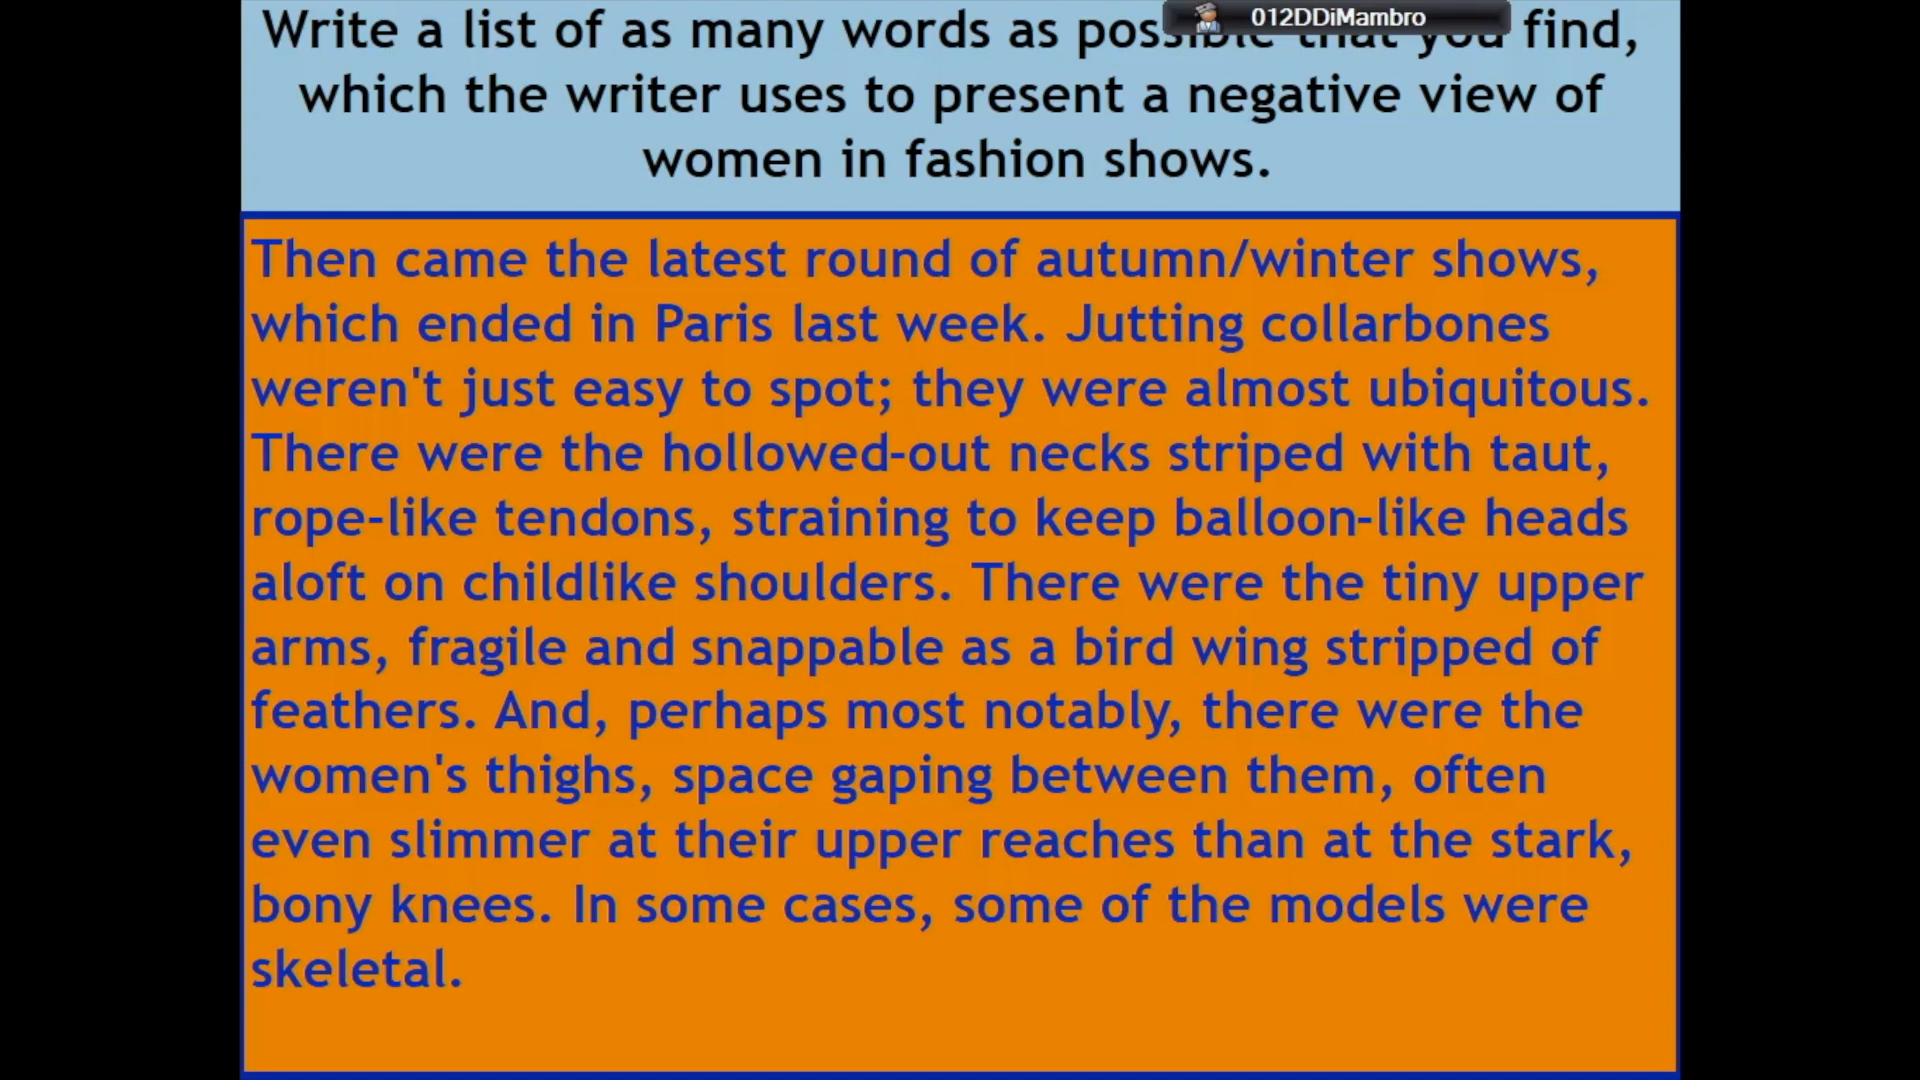 012DDiMambro
Write a list of as many words as possible that you find,
which the writer uses to present a negative view of
women in fashion shows.
Then came the latest round of autumn/winter shows,
which ended in Paris last week. Jutting collarbones
weren't just easy to spot; they were almost ubiquitous.
There were the hollowed-out necks striped with taut,
rope-like tendons, straining to keep balloon-like heads
aloft on childlike shoulders. There were the tiny upper
arms, fragile and snappable as a bird wing stripped of
feathers. And, perhaps most notably, there were the
women's thighs, space gaping between them, often
even slimmer at their upper reaches than at the stark,
bony knees. In some cases, some of the models were
skeletal.